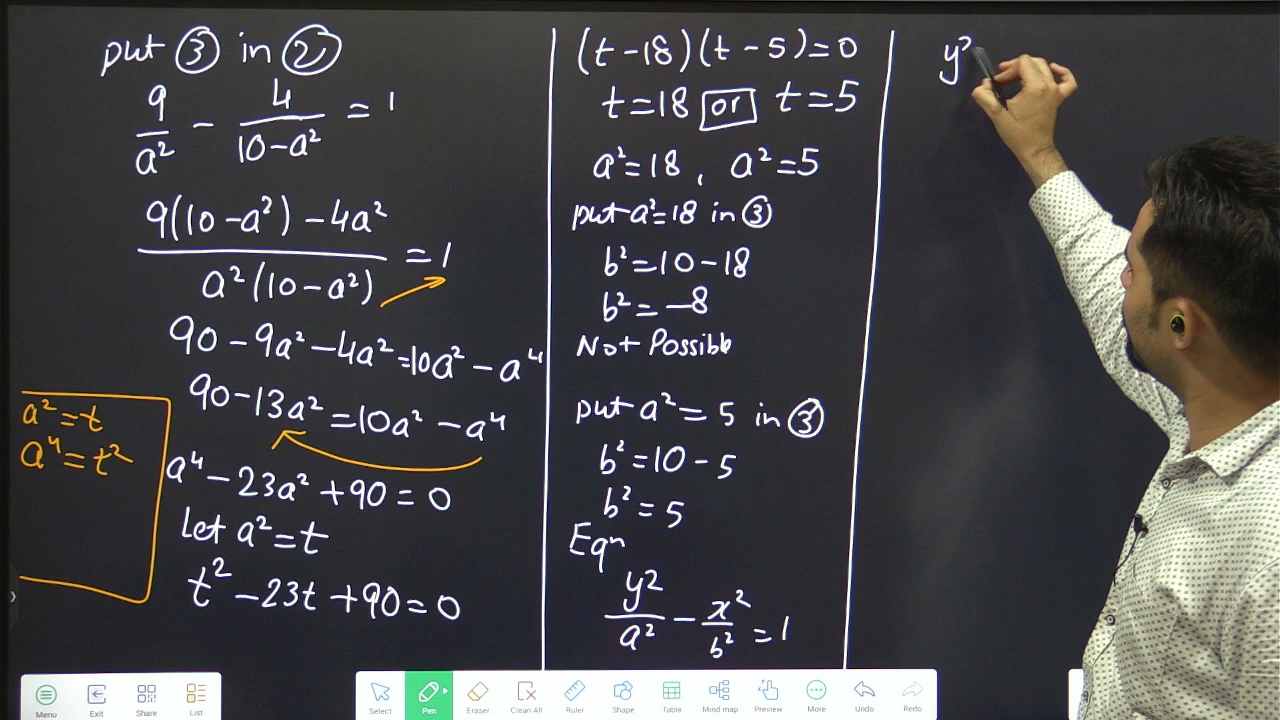 put ③ in ②
9/a² - 4/(10-a²) = 1
(9(10-a²) - 4a²)/(a²(10-a²)) = 1
90 - 9a² - 4a² = 10a² - a⁴
90 - 13a² = 10a² - a⁴
a² = t
a⁴ = t²
a⁴ - 23a² + 90 = 0
Let a² = t
t² - 23t + 90 = 0
(t - 18)(t - 5) = 0
t = 18 or t = 5
a² = 18, a² = 5
put a² = 18 in ③
b² = 10 - 18
b² = -8
Not Possible
put a² = 5 in ③
b² = 10 - 5
b² = 5
Eqⁿ
y²/a² - x²/b² = 1
y²
Menu
Exit
Share
List
Select
Pen
Eraser
Clean All
Ruler
Shape
Table
Mind map
Preview
More
Undo
Redo